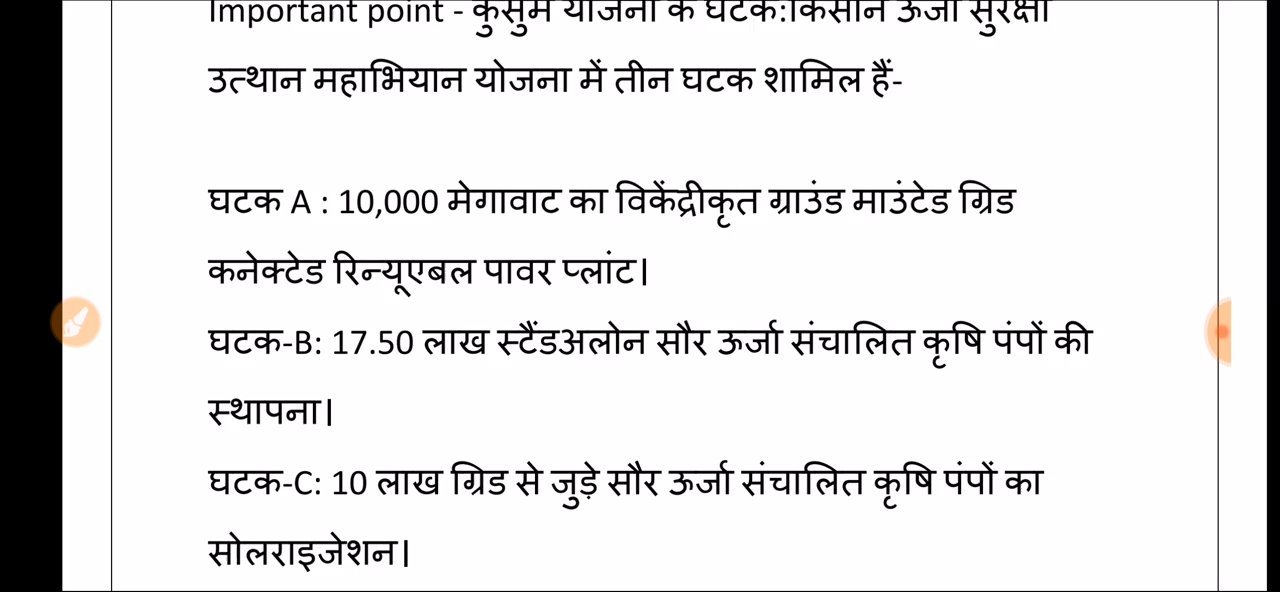 Important point - कुसुम योजना के घटक:किसान ऊर्जा सुरक्षा
उत्थान महाभियान योजना में तीन घटक शामिल हैं-
घटक A : 10,000 मेगावाट का विकेंद्रीकृत ग्राउंड माउंटेड ग्रिड
कनेक्टेड रिन्यूएबल पावर प्लांट।
घटक-B: 17.50 लाख स्टैंडअलोन सौर ऊर्जा संचालित कृषि पंपों की
स्थापना।
घटक-C: 10 लाख ग्रिड से जुड़े सौर ऊर्जा संचालित कृषि पंपों का
सोलराइजेशन।